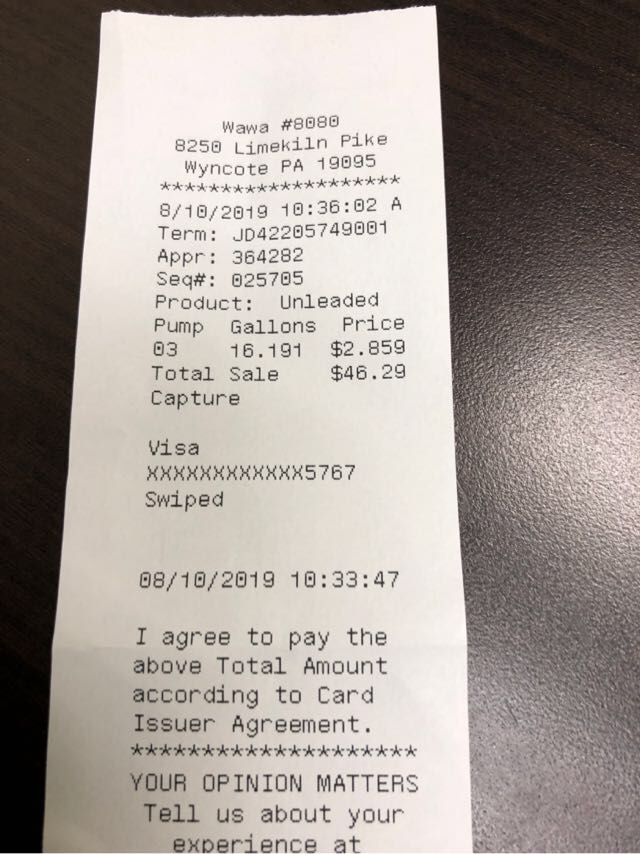 Wawa #8080
8250 Limekiln Pike
Wyncote PA 19095
********************
8/10/2019 10:36:02 A
Term: JD42205749001
Appr: 364282
Seq#: 025705
Product:  Unleaded
Pump  Gallons  Price
03    16.191  $2.859
Total Sale    $46.29
Capture
Visa
XXXXXXXXXXXX5767
Swiped
08/10/2019 10:33:47
I agree to pay the
above Total Amount
according to Card
Issuer Agreement.
********************
YOUR OPINION MATTERS
Tell us about your
experience at